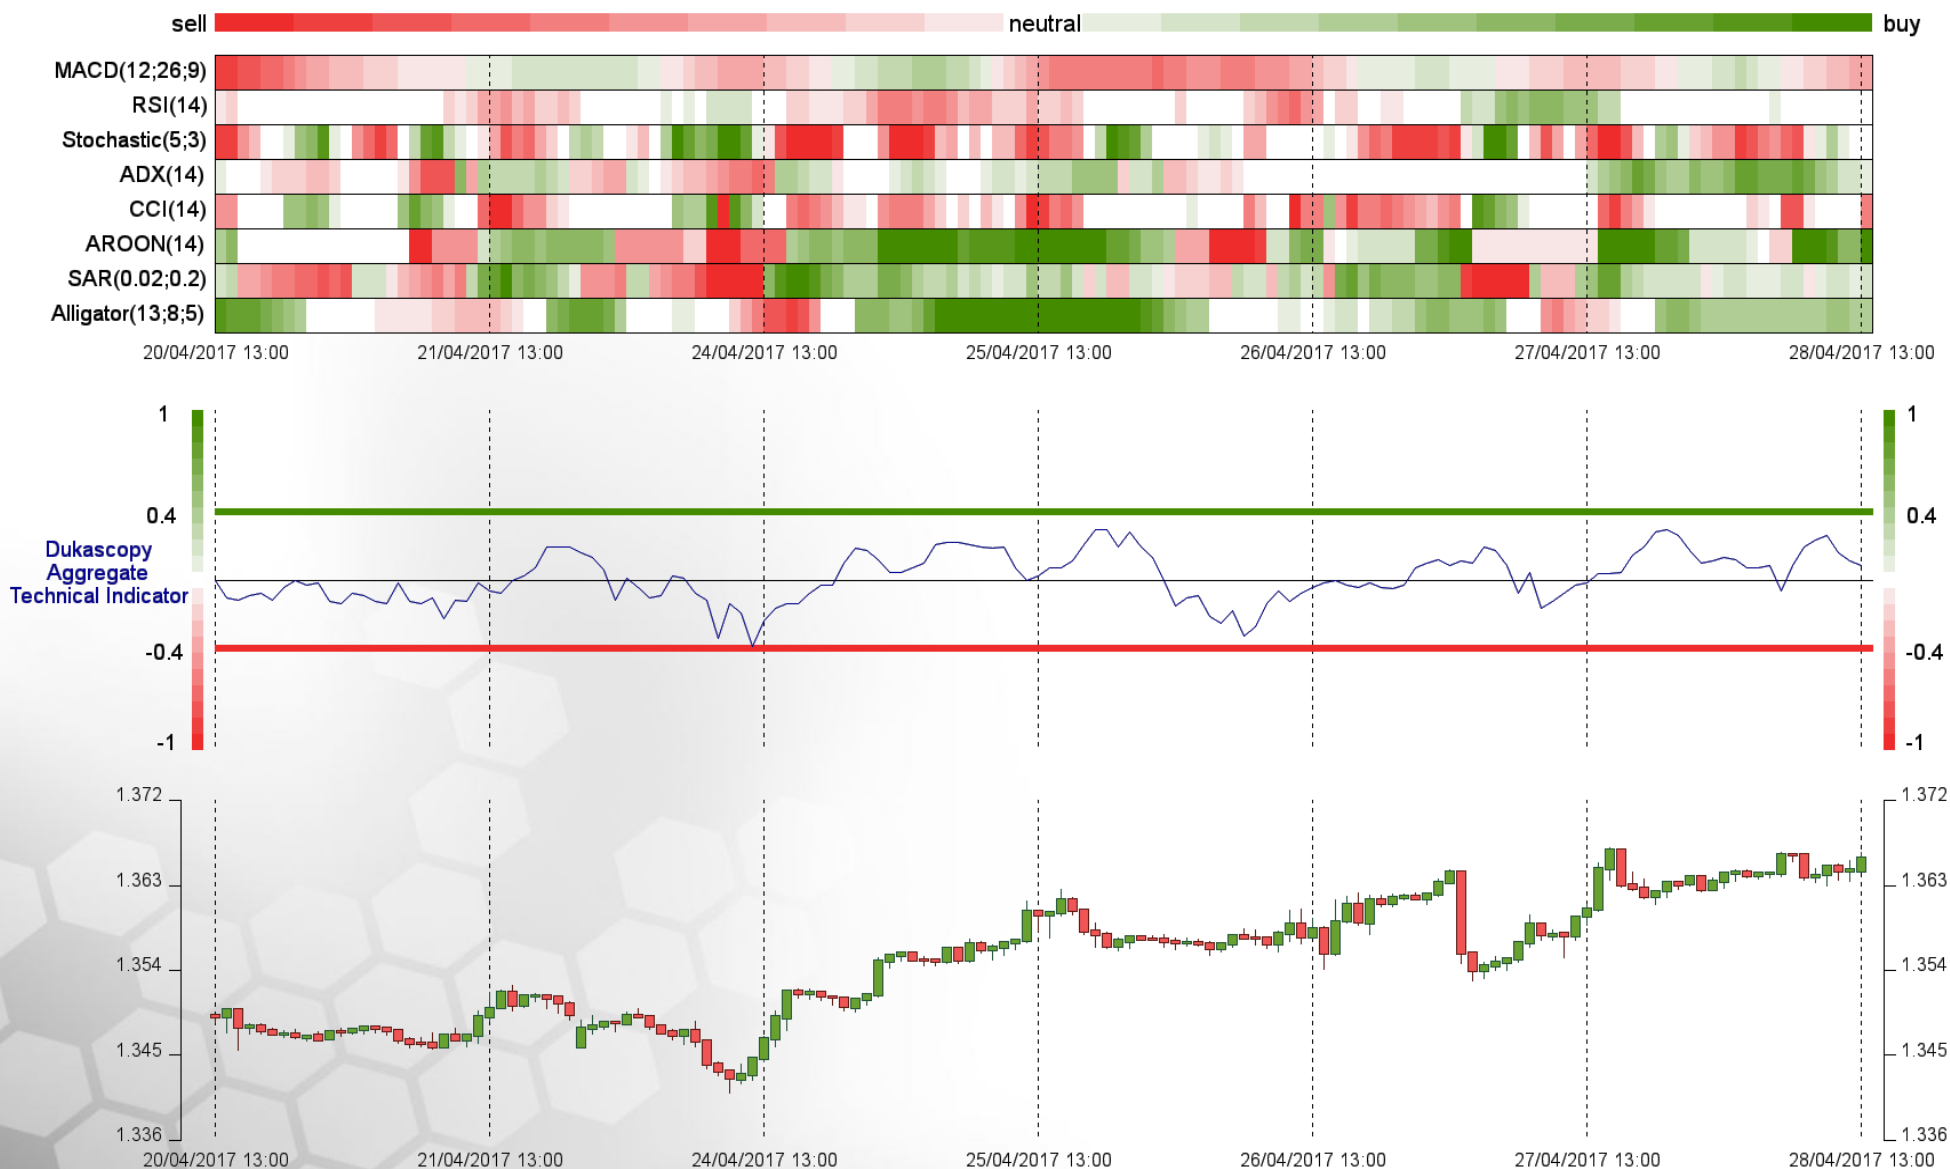 sell neutral buy
MACD(12;26;9)
RSI(14)
Stochastic(5;3)
ADX(14)
CCI(14)
AROON(14)
SAR(0.02;0.2)
Alligator(13;8;5)
20/04/2017 13:00 21/04/2017 13:00 24/04/2017 13:00 25/04/2017 13:00 26/04/2017 13:00 27/04/2017 13:00 28/04/2017 13:00
1 1
0.4 0.4
Dukascopy
Aggregate
Technical Indicator
-0.4 -0.4
-1 -1
1.372 1.372
1.363 1.363
1.354 1.354
1.345 1.345
1.336 1.336
20/04/2017 13:00 21/04/2017 13:00 24/04/2017 13:00 25/04/2017 13:00 26/04/2017 13:00 27/04/2017 13:00 28/04/2017 13:00